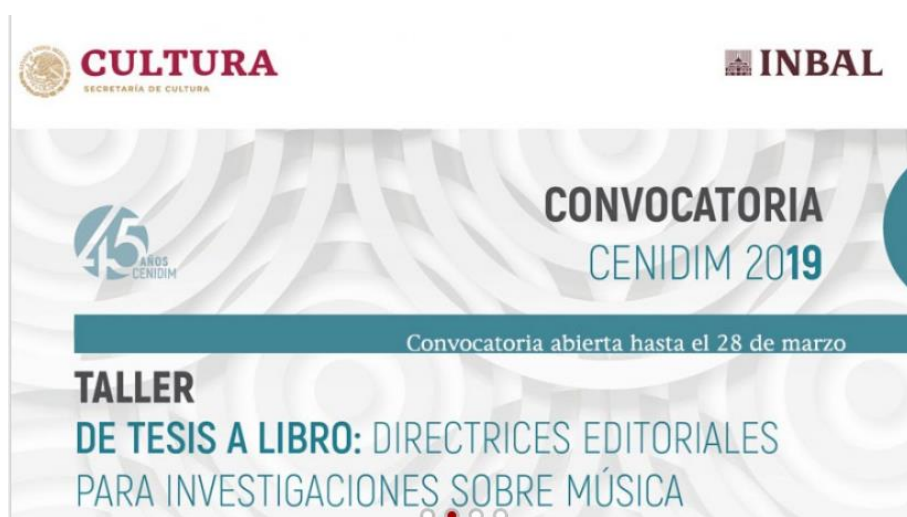 CULTURA
SECRETARÍA DE CULTURA
INBAL
CONVOCATORIA
CENIDIM 2019
45
AÑOS
CENIDIM
Convocatoria abierta hasta el 28 de marzo
TALLER
DE TESIS A LIBRO: DIRECTRICES EDITORIALES
PARA INVESTIGACIONES SOBRE MÚSICA